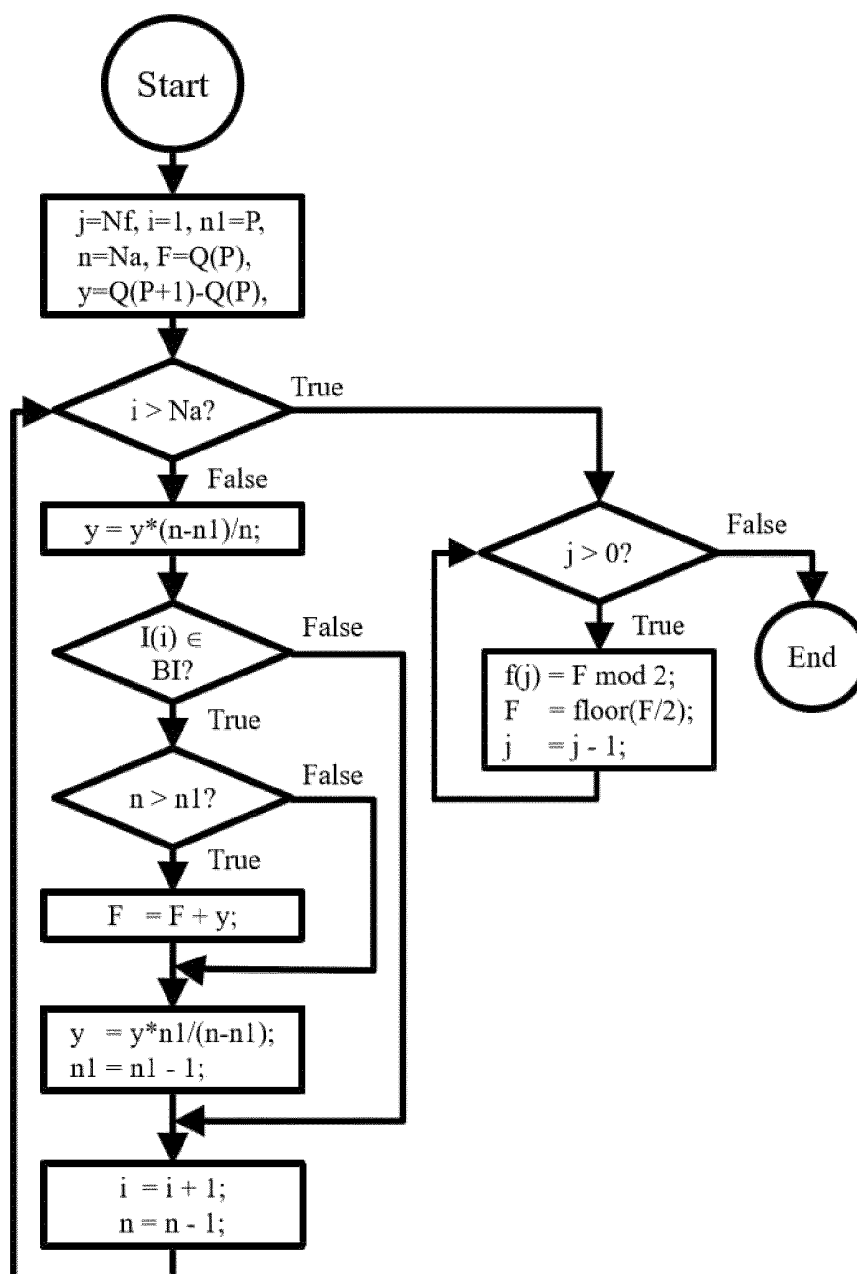 Start
j=Nf, i=1, n1=P,
n=Na, F=Q(P),
y=Q(P+1)-Q(P),
i > Na?
True
False
y = y*(n-n1)/n;
I(i) ∈
BI?
False
True
n > n1?
False
True
F = F + y;
y = y*n1/(n-n1);
n1 = n1 - 1;
i = i + 1;
n = n - 1;
j > 0?
False
True
f(j) = F mod 2;
F = floor(F/2);
j = j - 1;
End